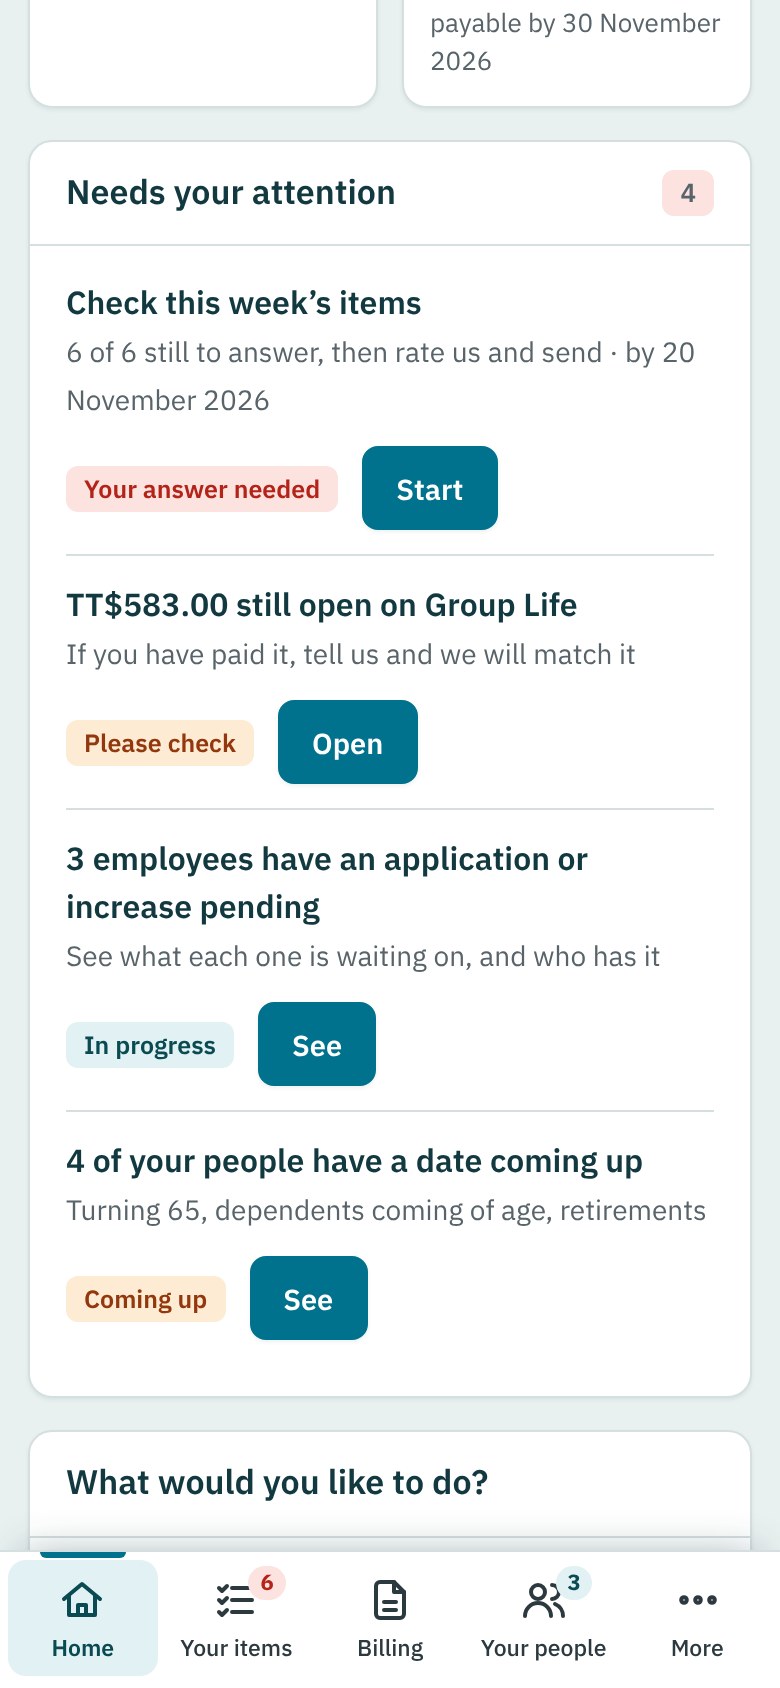 payable by 30 November
2026
Needs your attention
4
Check this week’s items
6 of 6 still to answer, then rate us and send · by 20
November 2026
Your answer needed
Start
TT$583.00 still open on Group Life
If you have paid it, tell us and we will match it
Please check
Open
3 employees have an application or
increase pending
See what each one is waiting on, and who has it
In progress
See
4 of your people have a date coming up
Turning 65, dependents coming of age, retirements
Coming up
See
What would you like to do?
Home
6
Your items
Billing
3
Your people
More